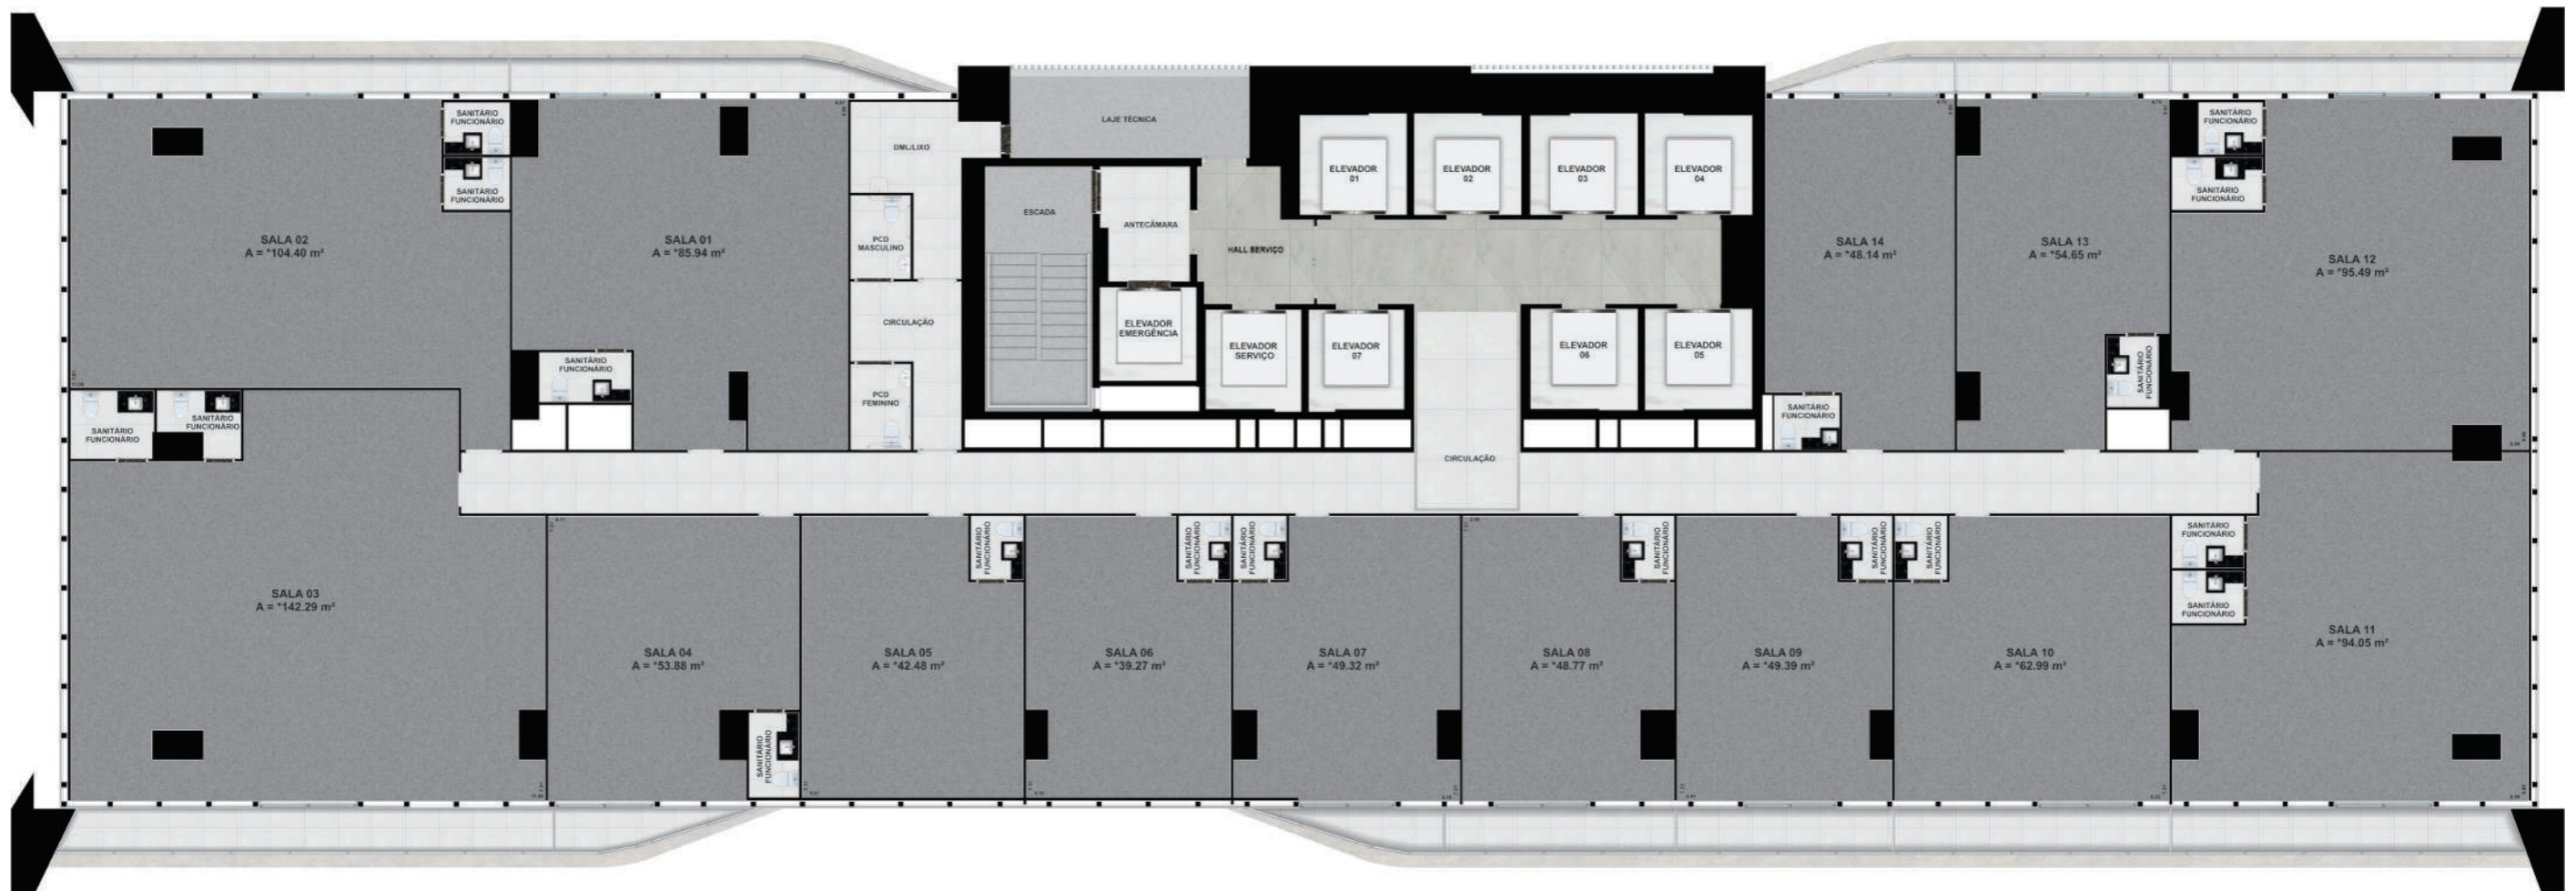 SANITÁRIO
FUNCIONÁRIO
SANITÁRIO
FUNCIONÁRIO
SALA 02
A = *104.40 m²
SALA 01
A = *85.94 m²
SANITÁRIO
FUNCIONÁRIO
DML/LIXO
PCD
MASCULINO
CIRCULAÇÃO
PCD
FEMININO
LAJE TÉCNICA
ESCADA
ANTECÂMARA
HALL SERVIÇO
ELEVADOR
EMERGÊNCIA
ELEVADOR
SERVIÇO
ELEVADOR
07
ELEVADOR
01
ELEVADOR
02
ELEVADOR
03
ELEVADOR
04
ELEVADOR
06
ELEVADOR
05
CIRCULAÇÃO
SALA 14
A = *48.14 m²
SANITÁRIO
FUNCIONÁRIO
SALA 13
A = *54.65 m²
SANITÁRIO
FUNCIONÁRIO
SANITÁRIO
FUNCIONÁRIO
SANITÁRIO
FUNCIONÁRIO
SALA 12
A = *95.49 m²
SANITÁRIO
FUNCIONÁRIO
SANITÁRIO
FUNCIONÁRIO
SALA 03
A = *142.29 m²
SALA 04
A = *53.88 m²
SANITÁRIO
FUNCIONÁRIO
SANITÁRIO
FUNCIONÁRIO
SALA 05
A = *42.48 m²
SANITÁRIO
FUNCIONÁRIO
SALA 06
A = *39.27 m²
SANITÁRIO
FUNCIONÁRIO
SALA 07
A = *49.32 m²
SANITÁRIO
FUNCIONÁRIO
SALA 08
A = *48.77 m²
SANITÁRIO
FUNCIONÁRIO
SALA 09
A = *49.39 m²
SANITÁRIO
FUNCIONÁRIO
SALA 10
A = *62.99 m²
SANITÁRIO
FUNCIONÁRIO
SANITÁRIO
FUNCIONÁRIO
SALA 11
A = *94.05 m²